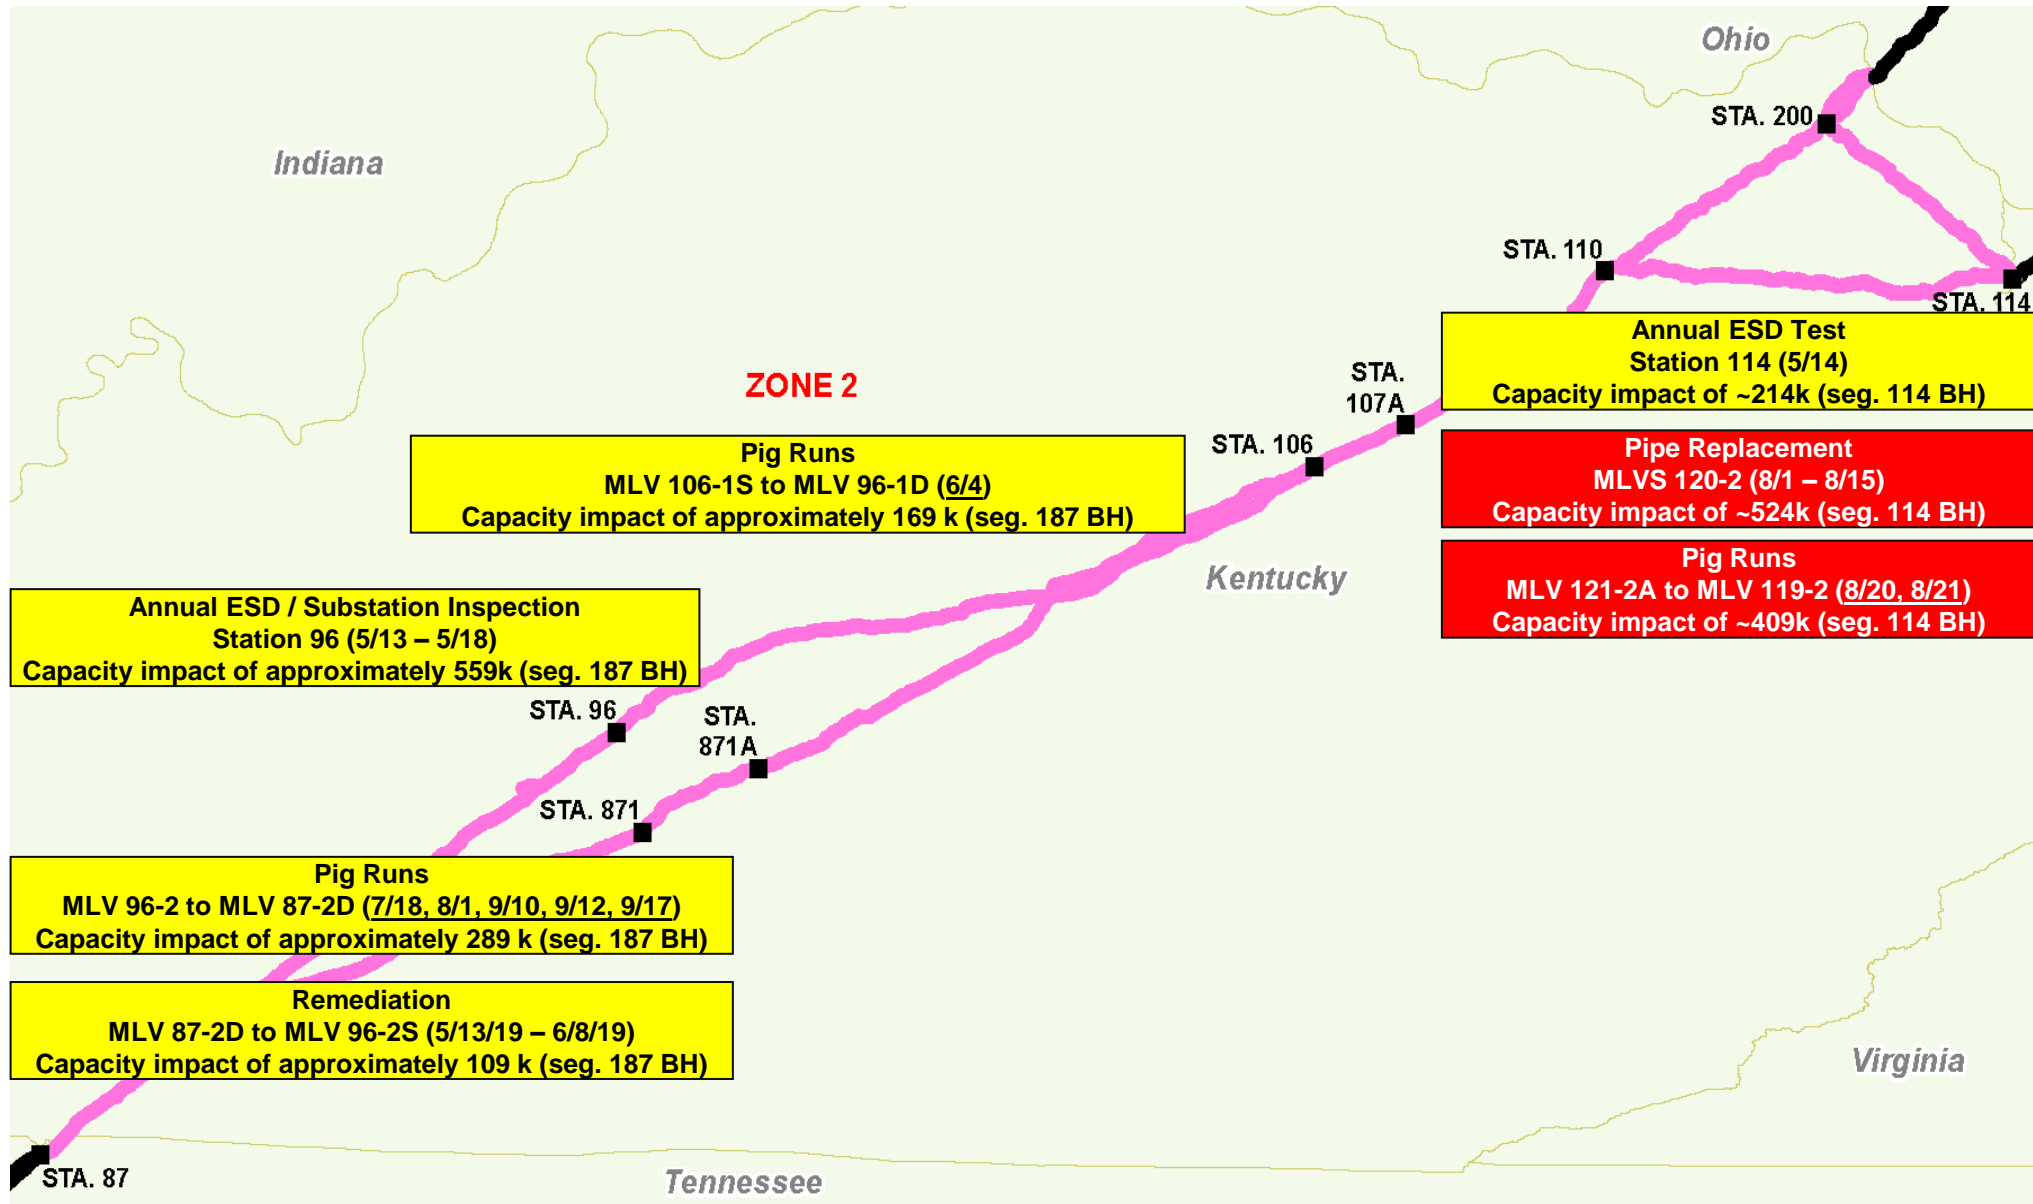 Ohio
STA. 200
Indiana
STA. 110
STA. 114
Annual ESD Test
Station 114 (5/14)
Capacity impact of ~214k (seg. 114 BH)
ZONE 2
STA.
107A
Pig Runs
MLV 106-1S to MLV 96-1D (6/4)
Capacity impact of approximately 169 k (seg. 187 BH)
STA. 106
Pipe Replacement
MLVS 120-2 (8/1 – 8/15)
Capacity impact of ~524k (seg. 114 BH)
Pig Runs
MLV 121-2A to MLV 119-2 (8/20, 8/21)
Capacity impact of ~409k (seg. 114 BH)
Kentucky
Annual ESD / Substation Inspection
Station 96 (5/13 – 5/18)
Capacity impact of approximately 559k (seg. 187 BH)
STA. 96
STA.
871A
STA. 871
Pig Runs
MLV 96-2 to MLV 87-2D (7/18, 8/1, 9/10, 9/12, 9/17)
Capacity impact of approximately 289 k (seg. 187 BH)
Remediation
MLV 87-2D to MLV 96-2S (5/13/19 – 6/8/19)
Capacity impact of approximately 109 k (seg. 187 BH)
Virginia
STA. 87
Tennessee